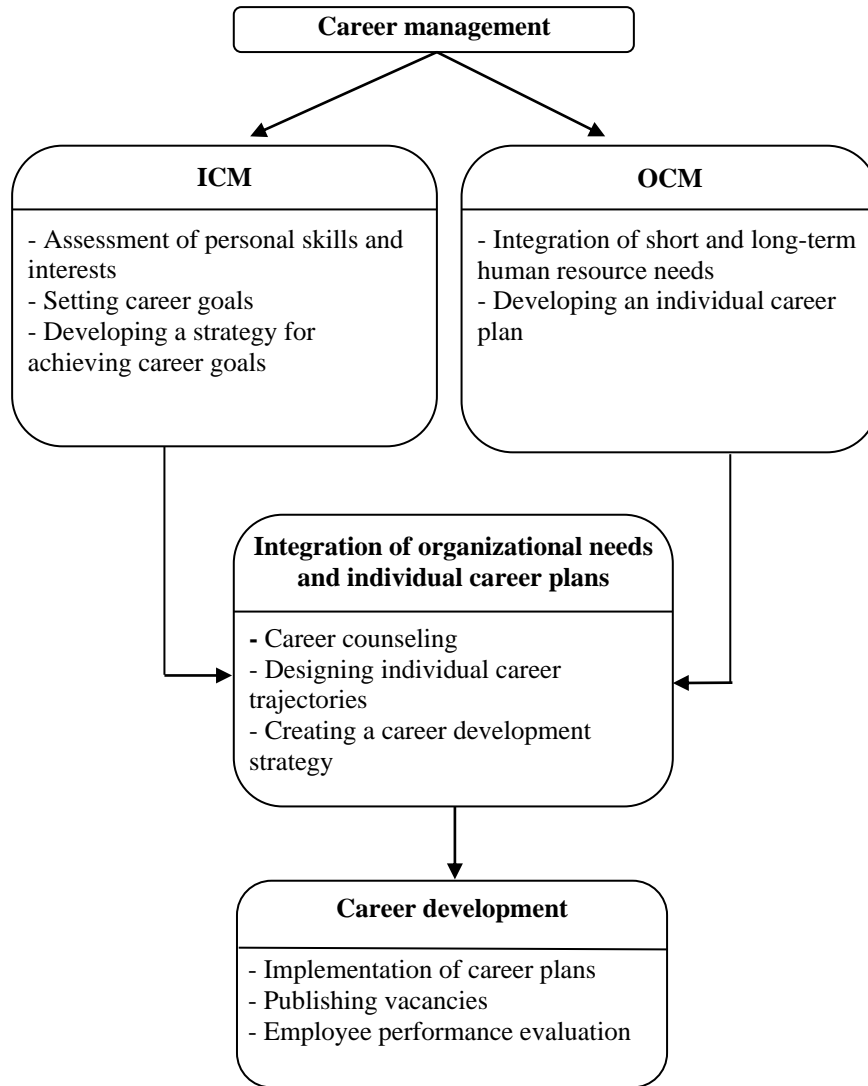 Career management
ICM
- Assessment of personal skills and
interests
- Setting career goals
- Developing a strategy for
achieving career goals
OCM
- Integration of short and long-term
human resource needs
- Developing an individual career
plan
Integration of organizational needs
and individual career plans
- Career counseling
- Designing individual career
trajectories
- Creating a career development
strategy
Career development
- Implementation of career plans
- Publishing vacancies
- Employee performance evaluation